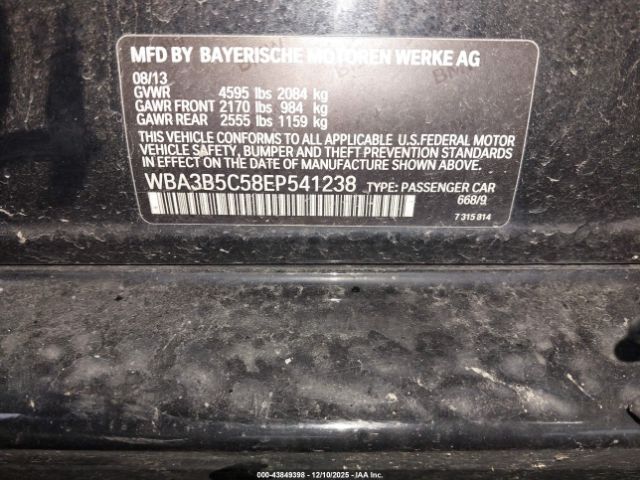 MFD BY BAYERISCHE MOTOREN WERKE AG
08/13
GVWR 4595 lbs 2084 kg
GAWR FRONT 2170 lbs 984 kg
GAWR REAR 2555 lbs 1159 kg
THIS VEHICLE CONFORMS TO ALL APPLICABLE U.S.FEDERAL MOTOR
VEHICLE SAFETY, BUMPER AND THEFT PREVENTION STANDARDS
IN EFFECT ON THE DATE OF MANUFACTURE SHOWN ABOVE.
WBA3B5C58EP541238 TYPE: PASSENGER CAR
668/9
7 315 814
000-43849398 - 12/10/2025 - IAA Inc.